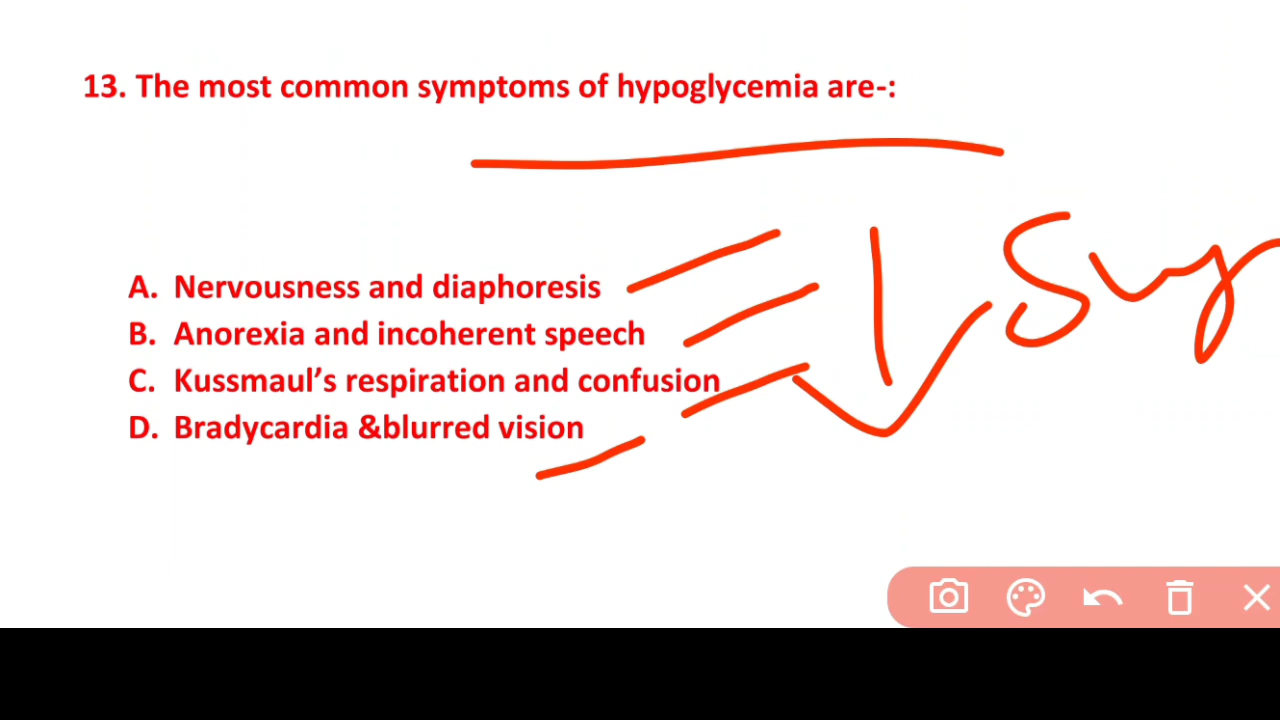 13. The most common symptoms of hypoglycemia are-:
A. Nervousness and diaphoresis
B. Anorexia and incoherent speech
C. Kussmaul’s respiration and confusion
D. Bradycardia &blurred vision